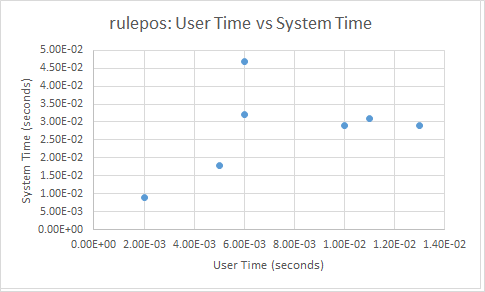 rulepos: User Time vs System Time
5.00E-02
4.50E-02
4.00E-02
3.50E-02
3.00E-02
2.50E-02
2.00E-02
1.50E-02
1.00E-02
5.00E-03
0.00E+00
System Time (seconds)
0.00E+00 2.00E-03 4.00E-03 6.00E-03 8.00E-03 1.00E-02 1.20E-02 1.40E-02
User Time (seconds)